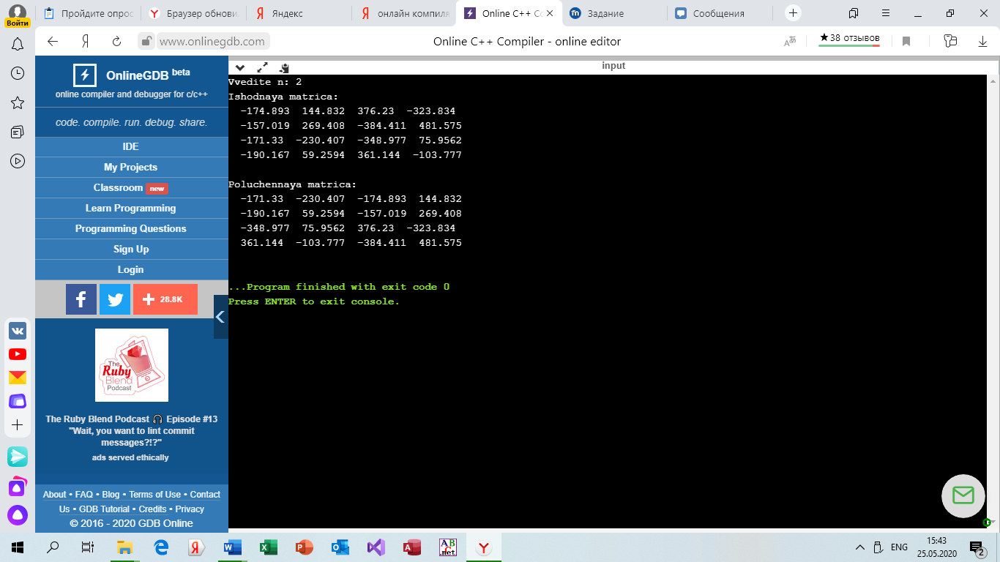 Войти
Пройдите опрос
Браузер обнови
Яндекс
онлайн компиля
Online C++ Co
Задание
Сообщения
www.onlinegdb.com
Online C++ Compiler - online editor
★38 отзывов
OnlineGDB beta
online compiler and debugger for c/c++
code. compile. run. debug. share.
IDE
My Projects
Classroom new
Learn Programming
Programming Questions
Sign Up
Login
28.8K
The
Ruby
Blend
Podcast
The Ruby Blend Podcast 🎧 Episode #13
"Wait, you want to lint commit
messages?!?"
ads served ethically
About • FAQ • Blog • Terms of Use • Contact
Us • GDB Tutorial • Credits • Privacy
© 2016 - 2020 GDB Online
input
Vvedite n: 2
Ishodnaya matrica:
-174.893 144.832 376.23 -323.834
-157.019 269.408 -384.411 481.575
-171.33 -230.407 -348.977 75.9562
-190.167 59.2594 361.144 -103.777
Poluchennaya matrica:
-171.33 -230.407 -174.893 144.832
-190.167 59.2594 -157.019 269.408
-348.977 75.9562 376.23 -323.834
361.144 -103.777 -384.411 481.575
...Program finished with exit code 0
Press ENTER to exit console.
ENG
15:43
25.05.2020
2